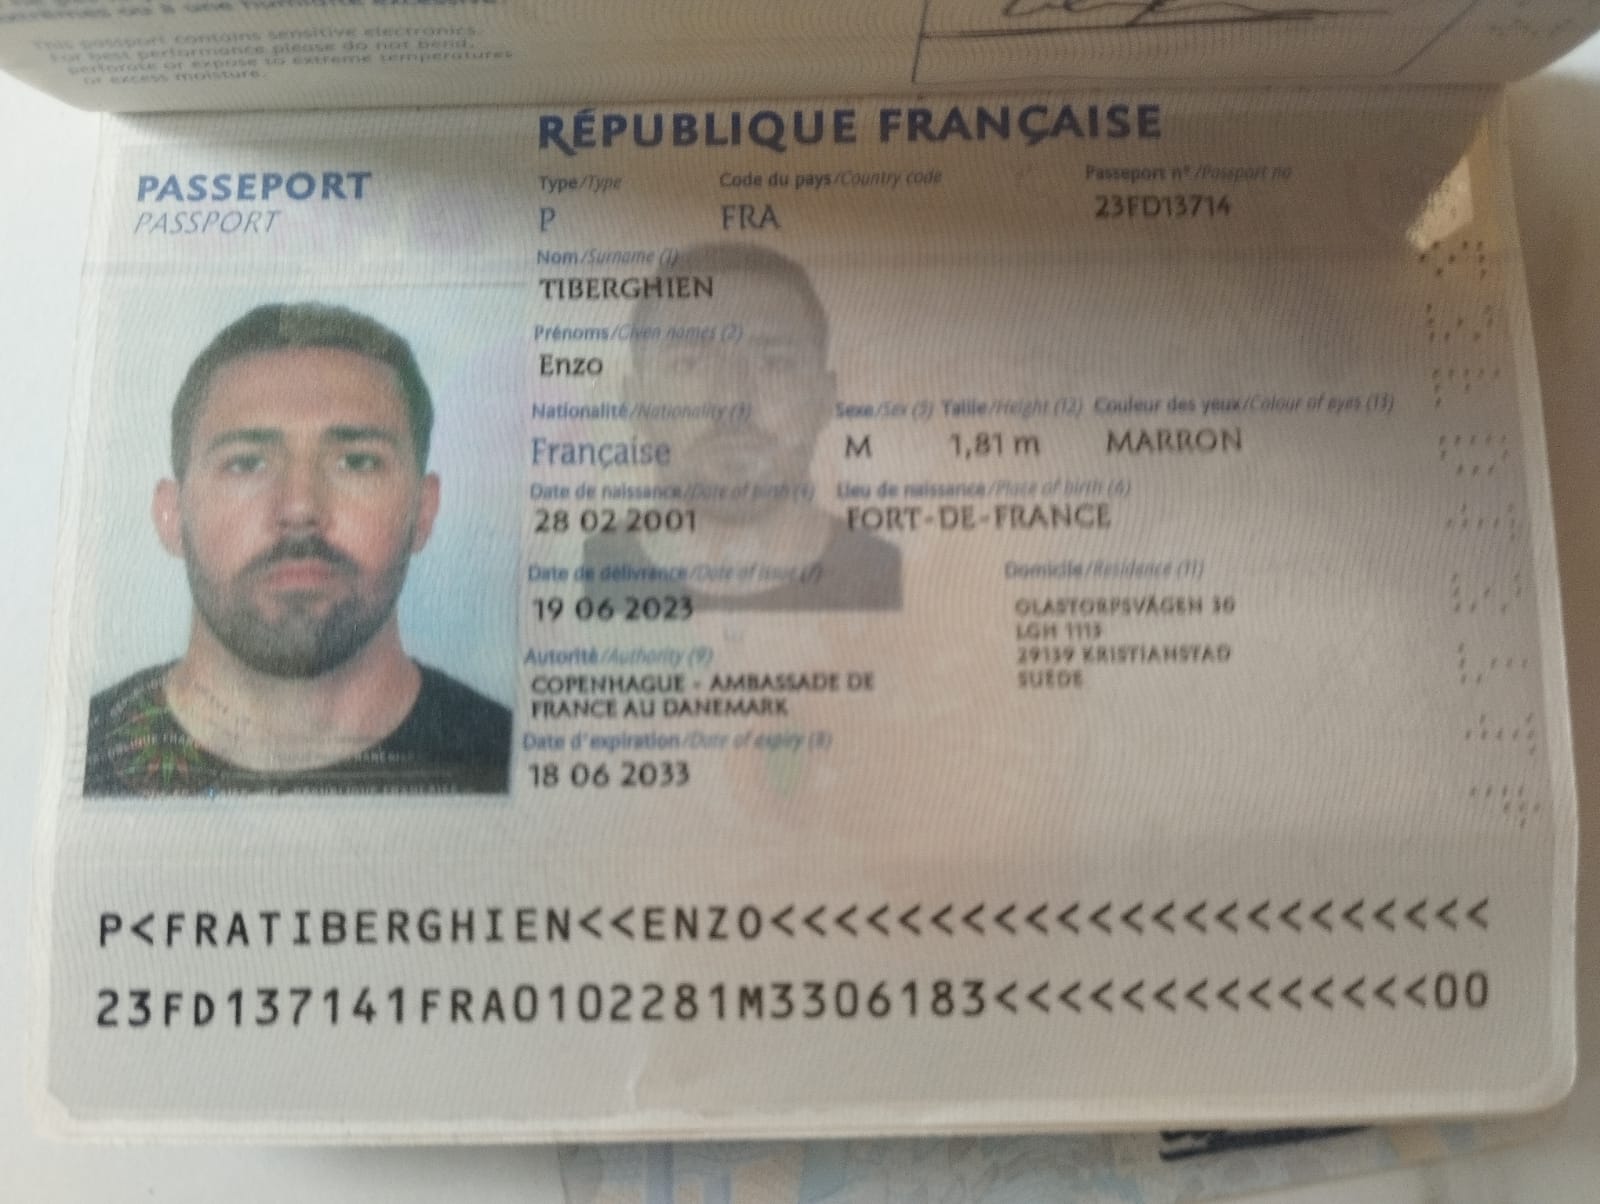 This passport contains sensitive electronics.
For best performance please do not bend,
perforate or expose to extreme temperatures
or excess moisture.
RÉPUBLIQUE FRANÇAISE
PASSEPORT
PASSPORT
Type/Type
Code du pays/Country code
Passeport n°/Passport no
P
FRA
23FD13714
Nom/Surname (1)
TIBERGHIEN
Prénoms/Given names (2)
Enzo
Nationalité/Nationality (3)
Sexe/Sex (5) Taille/Height (12) Couleur des yeux/Colour of eyes (13)
Française
M
1,81 m
MARRON
Date de naissance/Date of birth (4)
Lieu de naissance/Place of birth (6)
28 02 2001
FORT-DE-FRANCE
Date de délivrance/Date of issue (7)
Domicile/Residence (11)
19 06 2023
LGH 1113
29139 KRISTIANSTAD
SUEDE
Autorité/Authority (9)
COPENHAGUE - AMBASSADE DE
FRANCE AU DANEMARK
Date d'expiration/Date of expiry (8)
18 06 2033
P<FRATIBERGHIEN<<ENZO<<<<<<<<<<<<<<<<<<<<<<<
23FD137141FRA0102281M3306183<<<<<<<<<<<<<<00